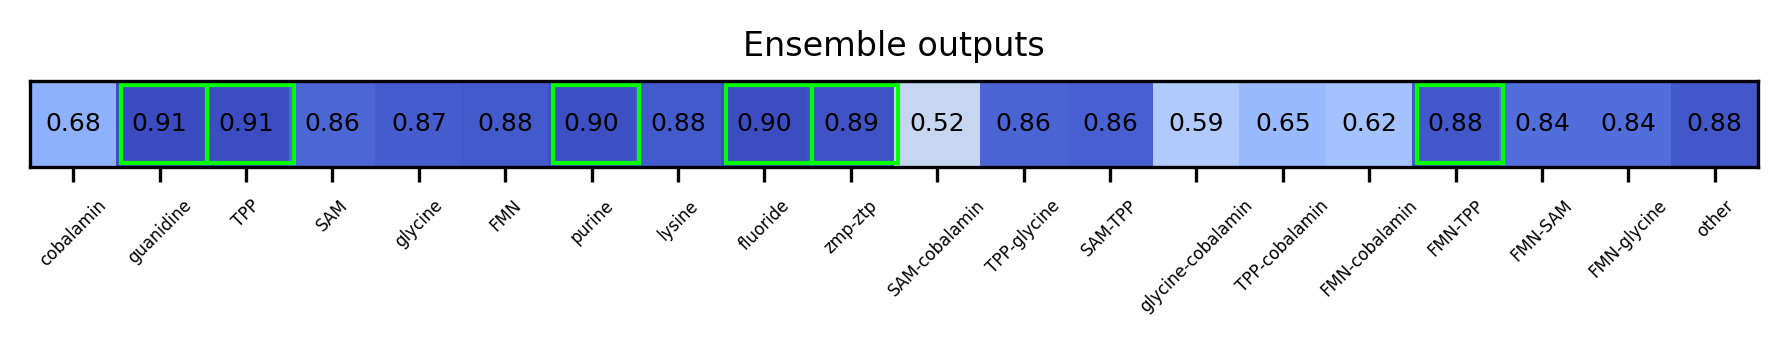 Ensemble outputs
0.68 0.91 0.91 0.86 0.87 0.88 0.90 0.88 0.90 0.89 0.52 0.86 0.86 0.59 0.65 0.62 0.88 0.84 0.84 0.88
cobalamin guanidine TPP SAM glycine FMN purine lysine fluoride zmp-ztp SAM-cobalamin TPP-glycine SAM-TPP glycine-cobalamin TPP-cobalamin FMN-cobalamin FMN-TPP FMN-SAM FMN-glycine other